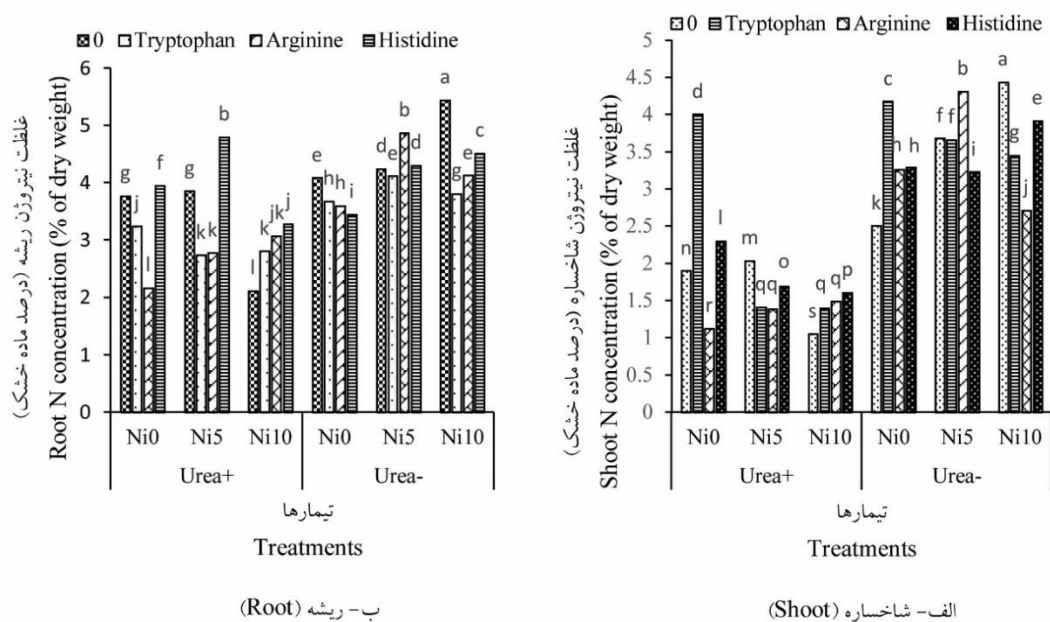 0 Tryptophan Arginine Histidine
غلظت نیتروژن ریشه (درصد ماده خشک)
Root N concentration (% of dry weight)
6
5
4
3
2
1
0
g j l f
g k k b
l k jk j
e h h i
d e b d
a g e c
Ni0 Ni5 Ni10 Ni0 Ni5 Ni10
Urea+ Urea-
تیمارها
Treatments
ب- ریشه (Root)
0 Tryptophan Arginine Histidine
غلظت نیتروژن شاخساره (درصد ماده خشک)
Shoot N concentration (% of dry weight)
5
4.5
4
3.5
3
2.5
2
1.5
1
0.5
0
n d r l
m q q o
s q q p
k c h h
f f b i
a g j e
Ni0 Ni5 Ni10 Ni0 Ni5 Ni10
Urea+ Urea-
تیمارها
Treatments
الف- شاخساره (Shoot)